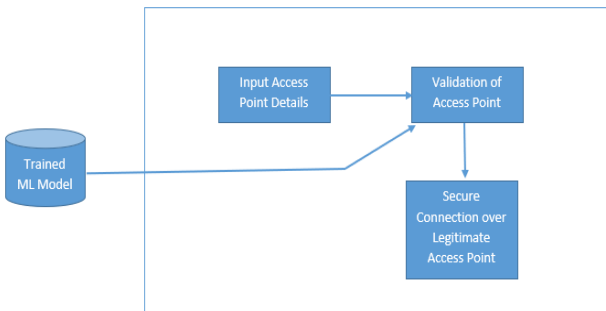 Input Access
Point Details
Validation of
Access Point
Trained
ML Model
Secure
Connection over
Legitimate
Access Point